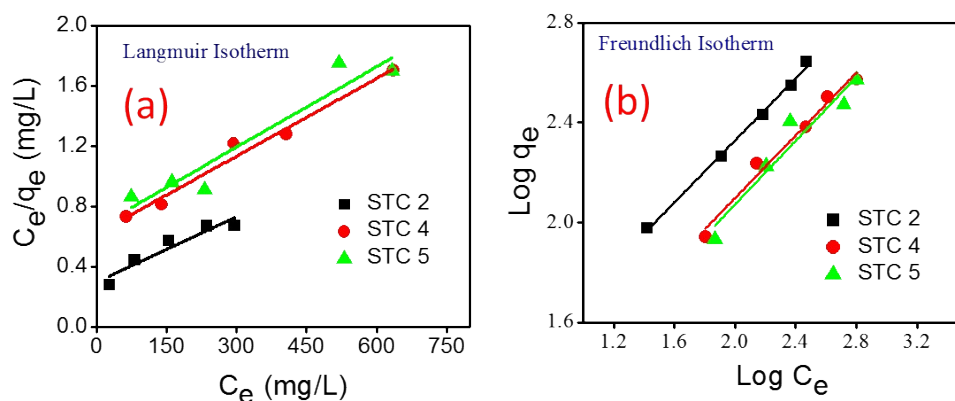 Langmuir Isotherm
(a)
Ce/qe (mg/L)
2.0
1.6
1.2
0.8
0.4
0.0
STC 2
STC 4
STC 5
0 150 300 450 600 750
Ce (mg/L)
Freundlich Isotherm
(b)
Log qe
2.8
2.4
2.0
1.6
STC 2
STC 4
STC 5
1.2 1.6 2.0 2.4 2.8 3.2
Log Ce